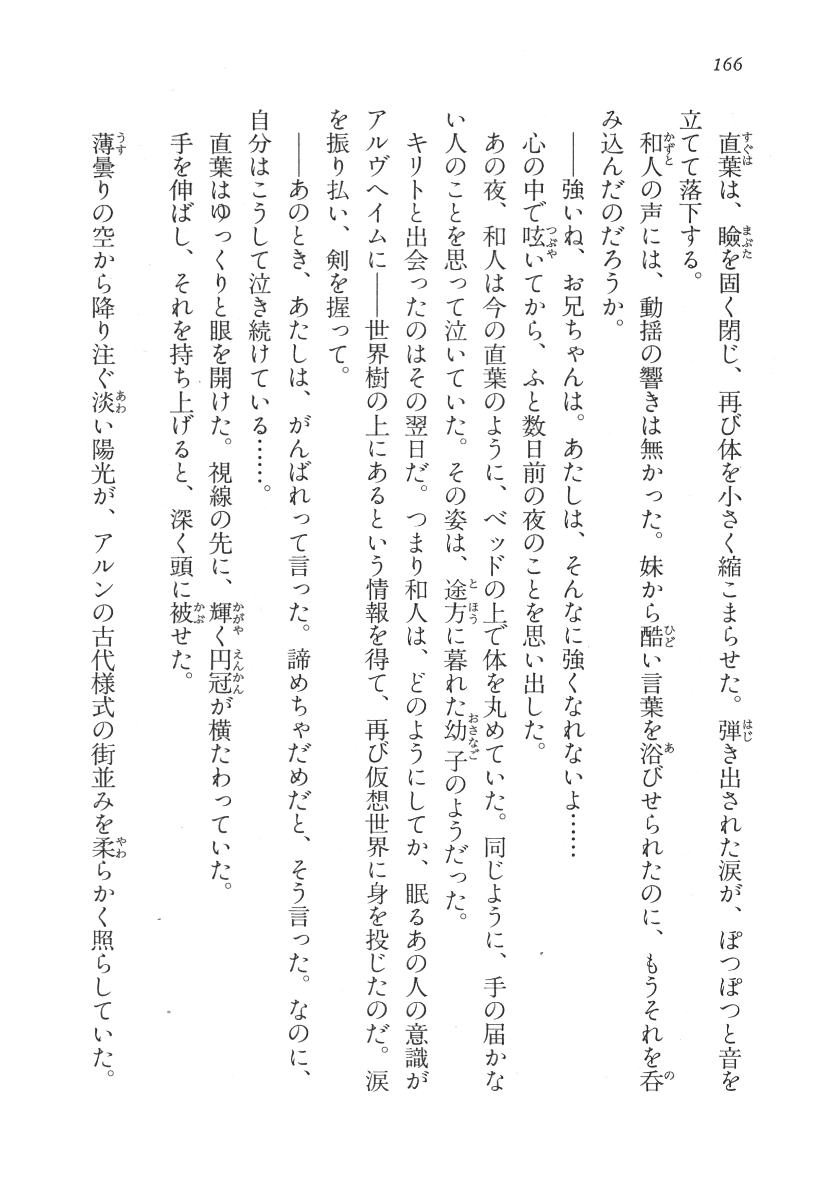 166
直葉は、瞼を固く閉じ、再び体を小さく縮こまらせた。弾き出された涙が、ぽつぽつと音を
立てて落下する。
和人の声には、動揺の響きは無かった。妹から酷い言葉を浴びせられたのに、もうそれを呑
み込んだのだろうか。
――強いね、お兄ちゃんは。あたしは、そんなに強くなれないよ……
心の中で呟いてから、ふと数日前の夜のことを思い出した。
あの夜、和人は今の直葉のように、ベッドの上で体を丸めていた。同じように、手の届かな
い人のことを思って泣いていた。その姿は、途方に暮れた幼子のようだった。
キリトと出会ったのはその翌日だ。つまり和人は、どのようにしてか、眠るあの人の意識が
アルヴヘイムに――世界樹の上にあるという情報を得て、再び仮想世界に身を投じたのだ。涙
を振り払い、剣を握って。
――あのとき、あたしは、がんばれって言った。諦めちゃだめだと、そう言った。なのに、
自分はこうして泣き続けている……。
直葉はゆっくりと眼を開けた。視線の先に、輝く円冠が横たわっていた。
手を伸ばし、それを持ち上げると、深く頭に被せた。
薄曇りの空から降り注ぐ淡い陽光が、アルンの古代様式の街並みを柔らかく照らしていた。